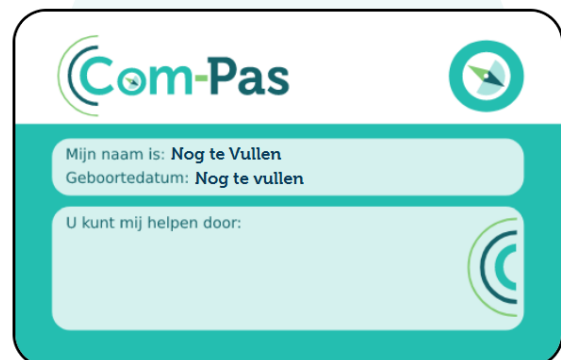 Com-Pas
Mijn naam is: Nog te Vullen
Geboortedatum: Nog te vullen
U kunt mij helpen door: